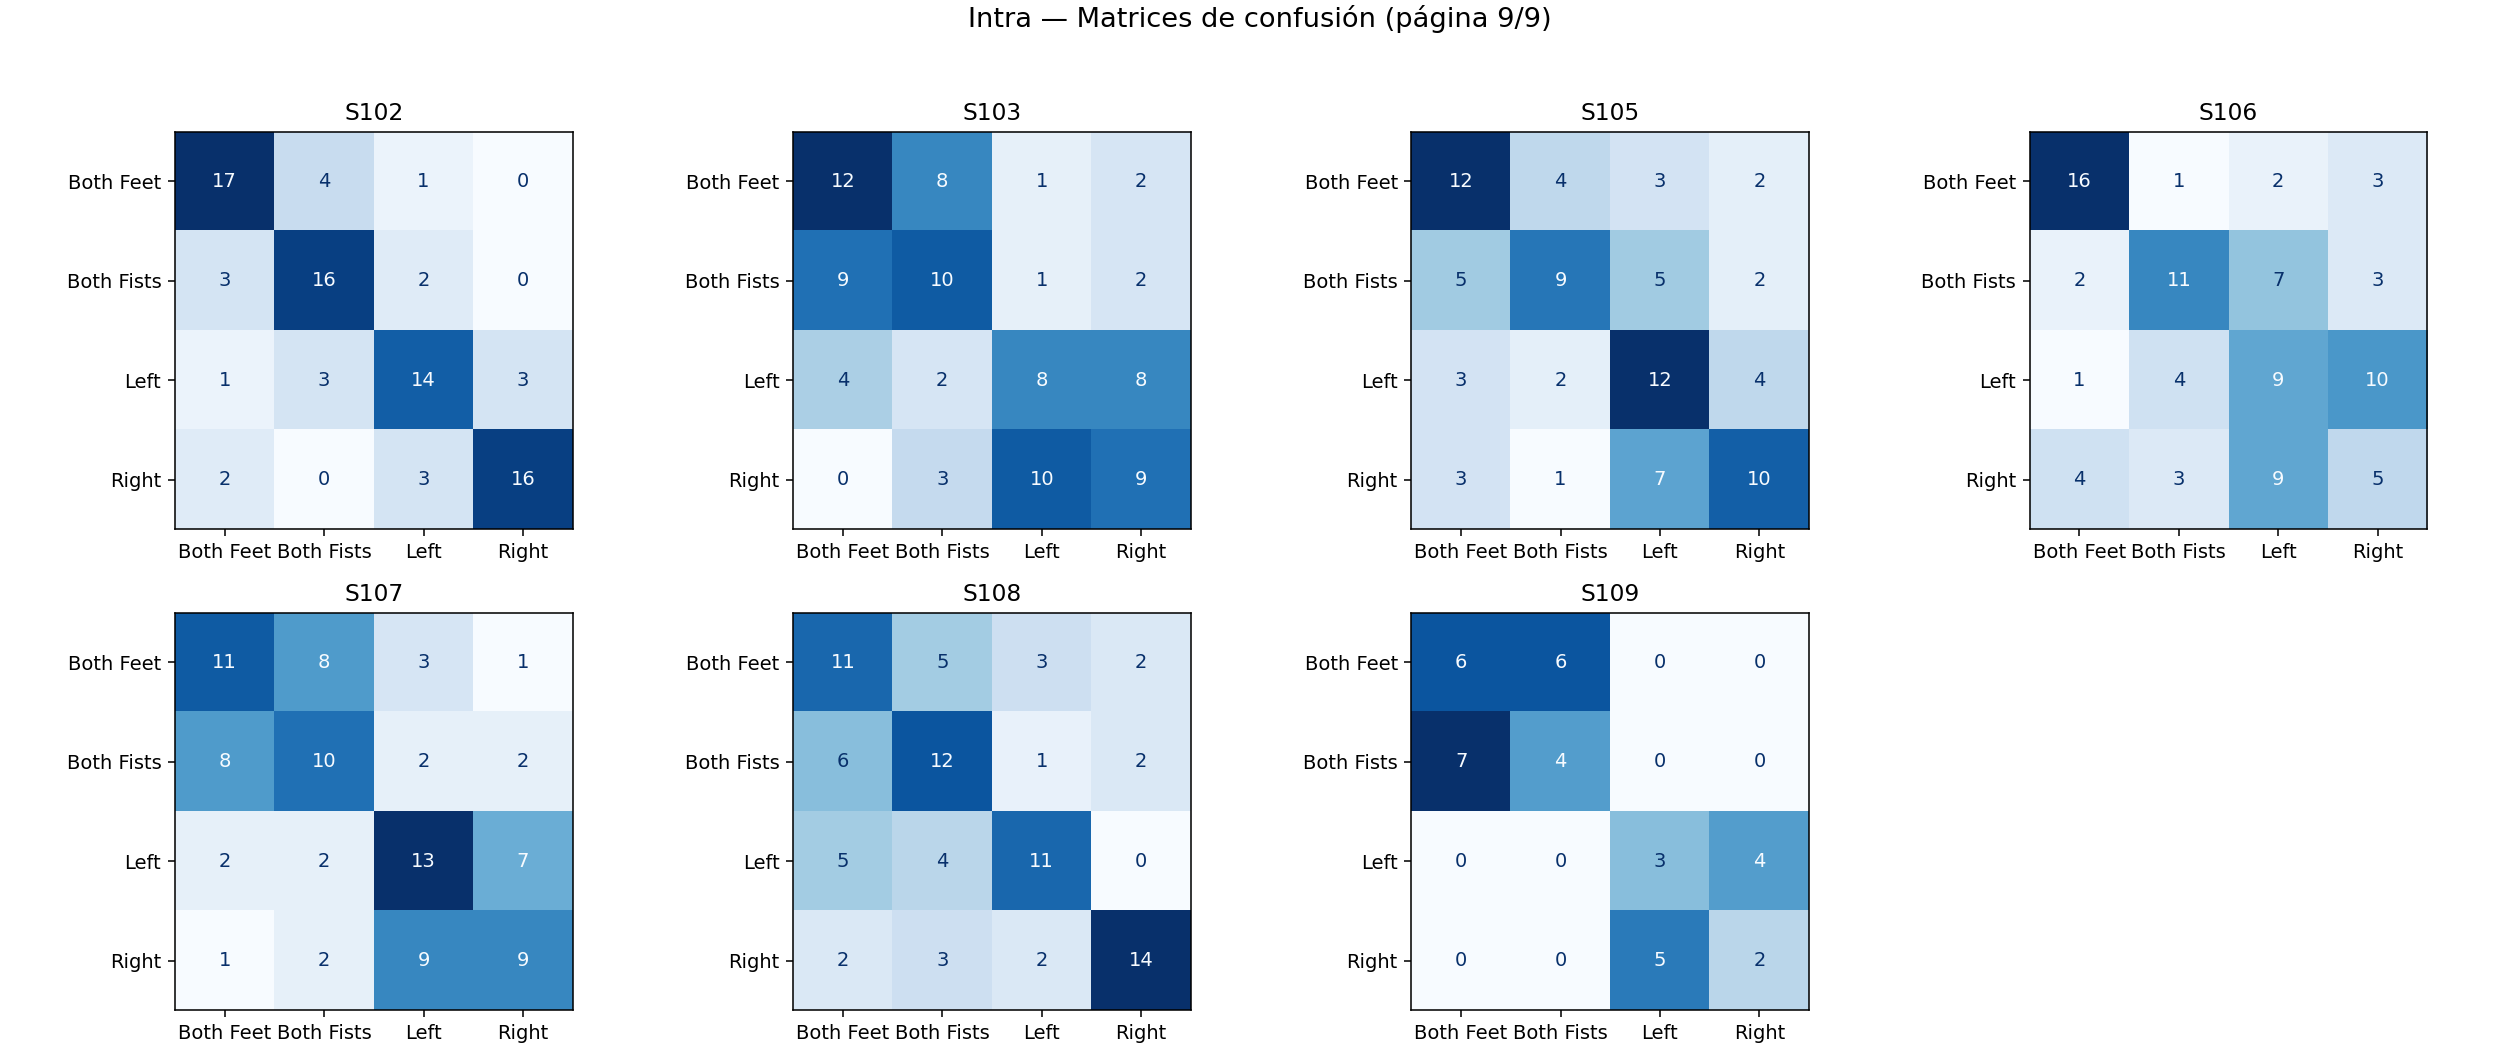 Intra — Matrices de confusión (página 9/9)
S102 S103 S105 S106
Both Feet 17 4 1 0 Both Feet 12 8 1 2 Both Feet 12 4 3 2 Both Feet 16 1 2 3
Both Fists 3 16 2 0 Both Fists 9 10 1 2 Both Fists 5 9 5 2 Both Fists 2 11 7 3
Left 1 3 14 3 Left 4 2 8 8 Left 3 2 12 4 Left 1 4 9 10
Right 2 0 3 16 Right 0 3 10 9 Right 3 1 7 10 Right 4 3 9 5
Both Feet Both Fists Left Right Both Feet Both Fists Left Right Both Feet Both Fists Left Right Both Feet Both Fists Left Right
S107 S108 S109
Both Feet 11 8 3 1 Both Feet 11 5 3 2 Both Feet 6 6 0 0
Both Fists 8 10 2 2 Both Fists 6 12 1 2 Both Fists 7 4 0 0
Left 2 2 13 7 Left 5 4 11 0 Left 0 0 3 4
Right 1 2 9 9 Right 2 3 2 14 Right 0 0 5 2
Both Feet Both Fists Left Right Both Feet Both Fists Left Right Both Feet Both Fists Left Right